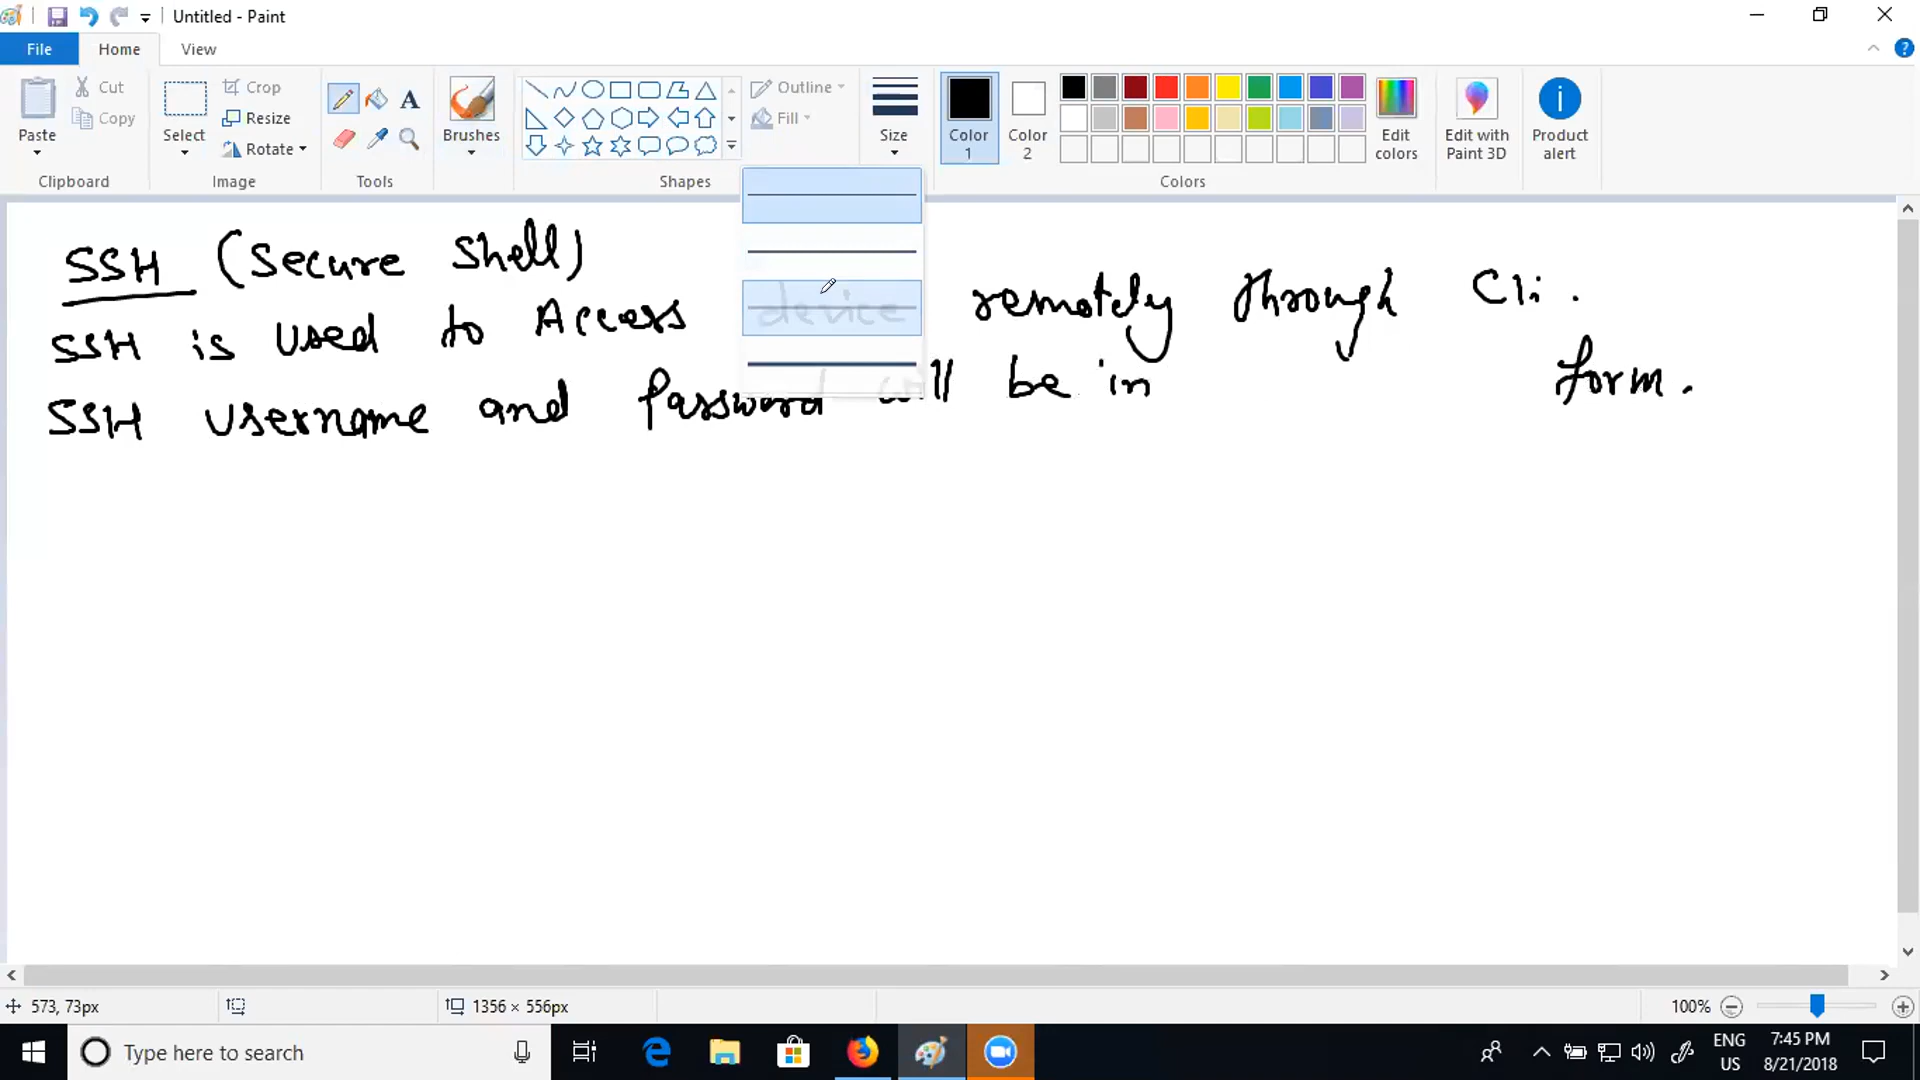 Untitled - Paint
File Home View
Paste Cut Copy Select Crop Resize Rotate Brushes Outline Fill Size Color 1 Color 2 Edit colors Edit with Paint 3D Product alert
Clipboard Image Tools Shapes Colors
SSH (Secure Shell)
SSH is Used to Access device remotely through Cli.
SSH username and Password will be in form.
573, 73px 1356 × 556px 100%
Type here to search ENG US 7:45 PM 8/21/2018